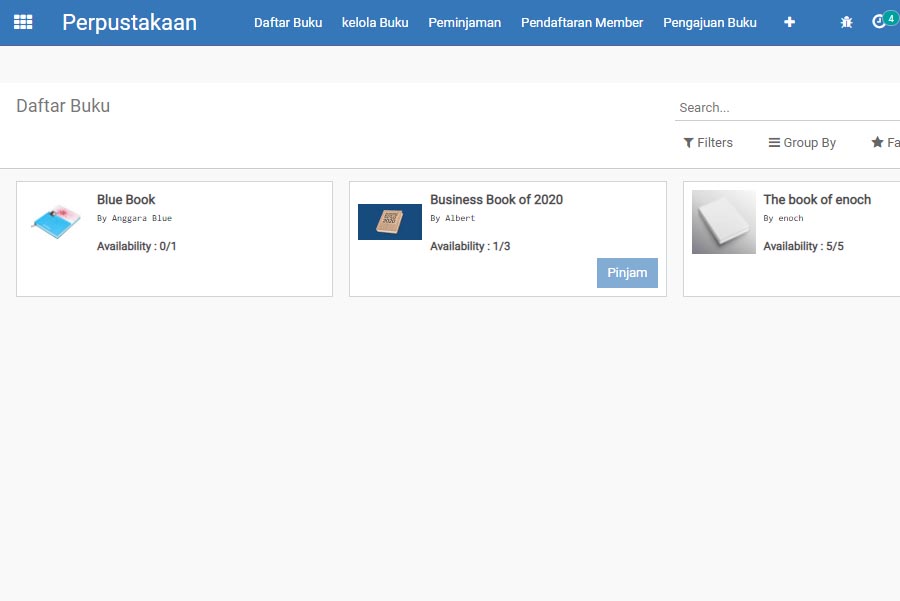 Perpustakaan Daftar Buku kelola Buku Peminjaman Pendaftaran Member Pengajuan Buku + 4
Daftar Buku
Search...
Filters Group By Fa
Blue Book
By Anggara Blue
Availability : 0/1
Business Book of 2020
By Albert
Availability : 1/3
Pinjam
The book of enoch
By enoch
Availability : 5/5